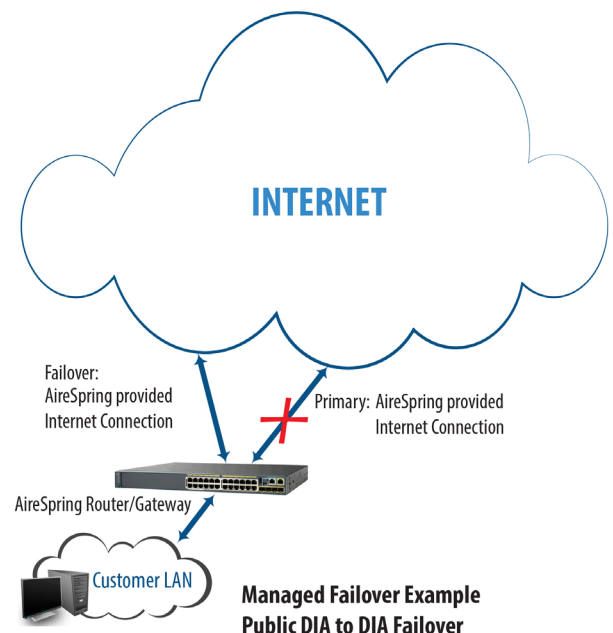 INTERNET
Failover:
AireSpring provided
Internet Connection
Primary: AireSpring provided
Internet Connection
AireSpring Router/Gateway
Customer LAN
Managed Failover Example
Public DIA to DIA Failover